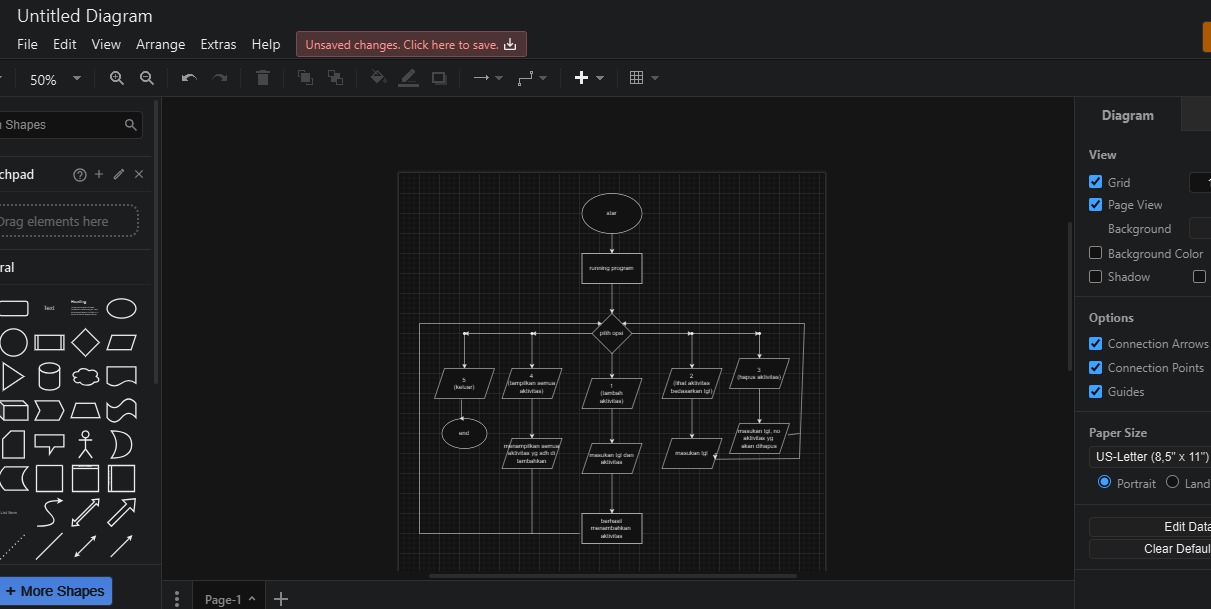 Untitled Diagram
File Edit View Arrange Extras Help
Unsaved changes. Click here to save.
50%
Shapes
chpad
Drag elements here
ral
Text
Heading
List Item
+ More Shapes
star
running program
pilih opsi
5
(keluar)
4
(tampilkan semua
aktivitas)
1
(tambah
aktivitas)
2
(lihat aktivitas
bedasarkan tgl)
3
(hapus aktivitas)
end
menampilkan semua
aktivitas yg sdh di
tambahkan
masukan tgl dan
aktivitas
masukan tgl
masukan tgl, no
aktivitas yg
akan dihapus
berhasil
menambahkan
aktivitas
Page-1
Diagram
View
Grid
1
Page View
Background
Background Color
Shadow
Options
Connection Arrows
Connection Points
Guides
Paper Size
US-Letter (8,5" x 11")
Portrait Land
Edit Data
Clear Defaul